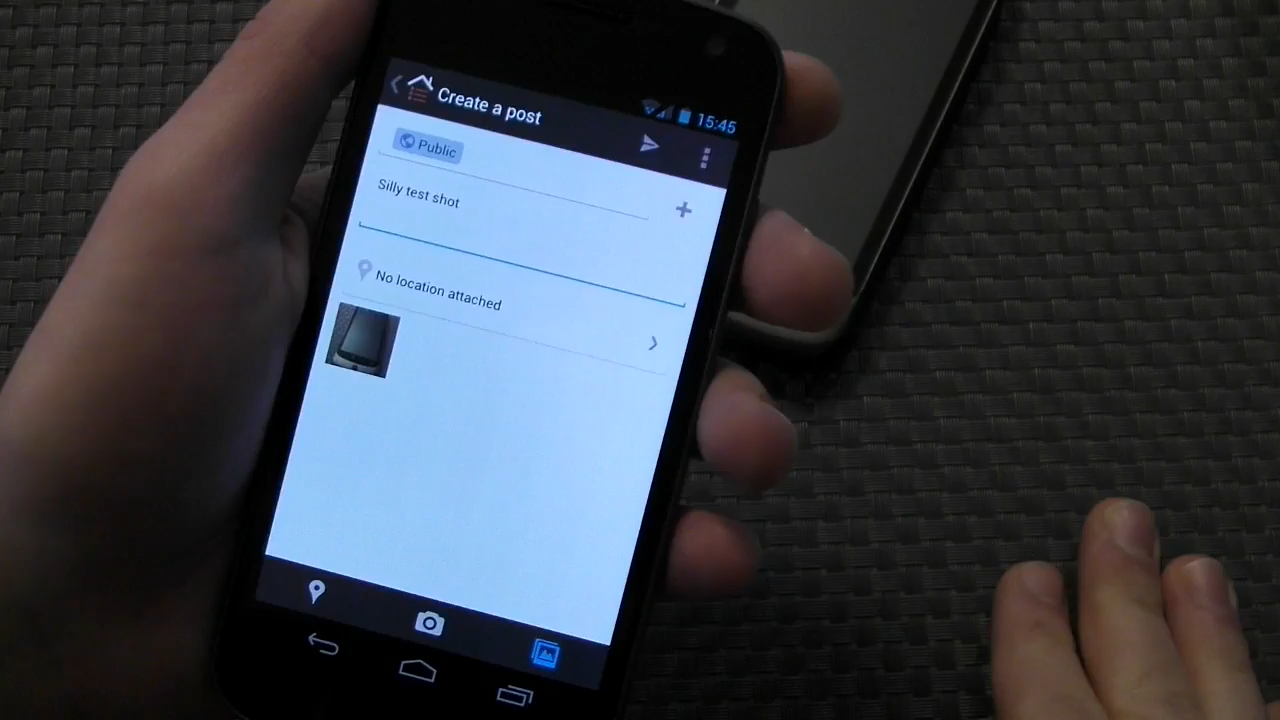 15:45
Create a post
Public
Silly test shot
No location attached